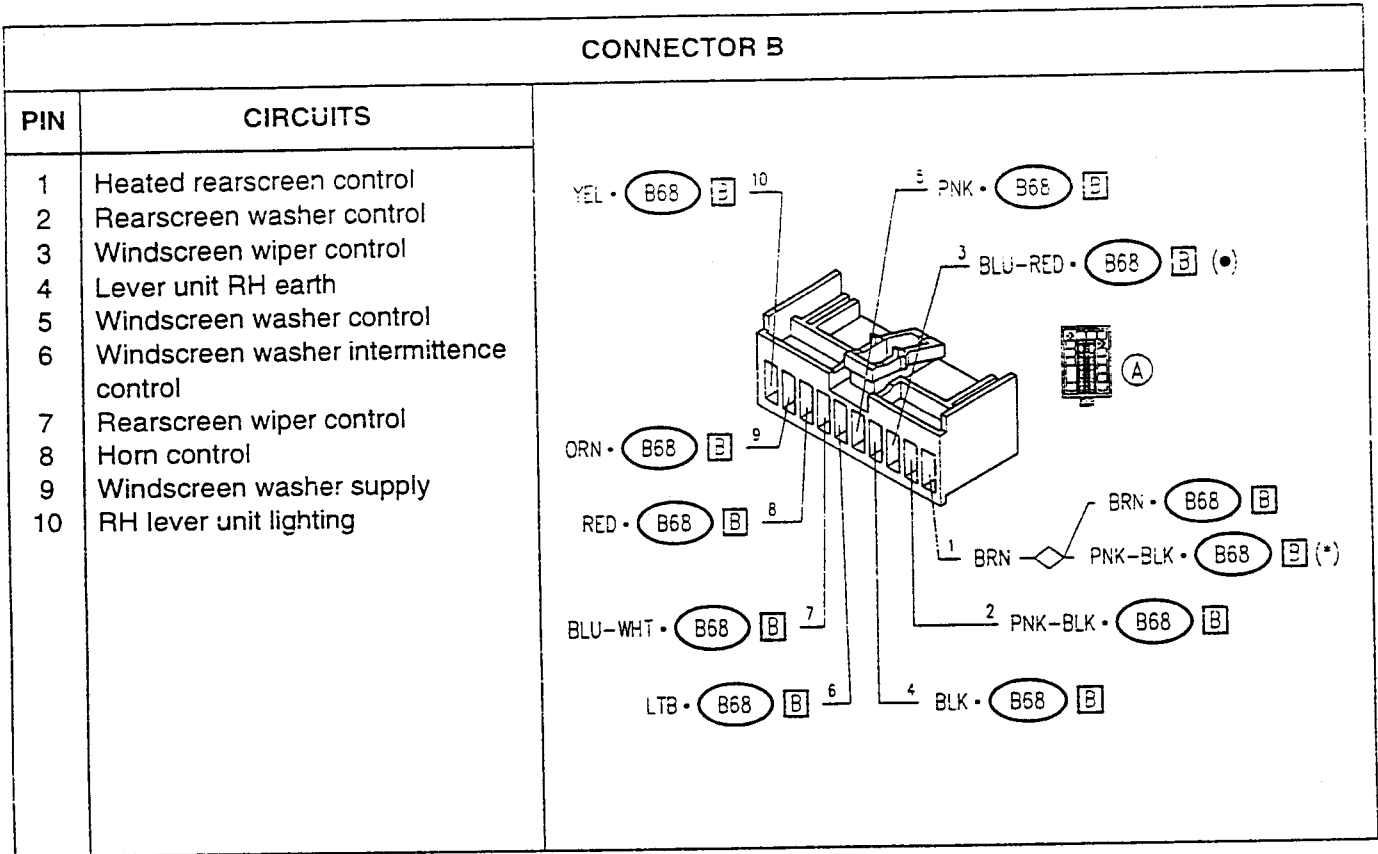 CONNECTOR B
PIN CIRCUITS
1 Heated rearscreen control
2 Rearscreen washer control
3 Windscreen wiper control
4 Lever unit RH earth
5 Windscreen washer control
6 Windscreen washer intermittence
control
7 Rearscreen wiper control
8 Horn control
9 Windscreen washer supply
10 RH lever unit lighting
YEL • B68 B 10
5 PNK • B68 B
3 BLU-RED • B68 B (●)
A
ORN • B68 B 9
RED • B68 B 8
1 BRN
BRN • B68 B
PNK-BLK • B68 B (*)
BLU-WHT • B68 B 7
2 PNK-BLK • B68 B
LTB • B68 B 6
4 BLK • B68 B